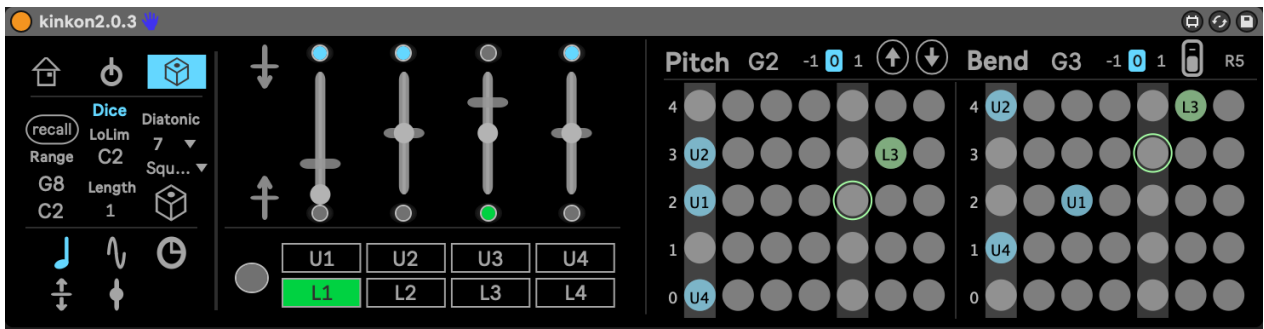 kinkon2.0.3
Dice
recall
LoLim
Diatonic
Range
C2
7
Squ...
G8
Length
C2
1
U1 U2 U3 U4
L1 L2 L3 L4
Pitch G2 -1 0 1
4
3 U2 L3
2 U1
1
0 U4
Bend G3 -1 0 1 R5
4 U2 L3
3
2 U1
1 U4
0